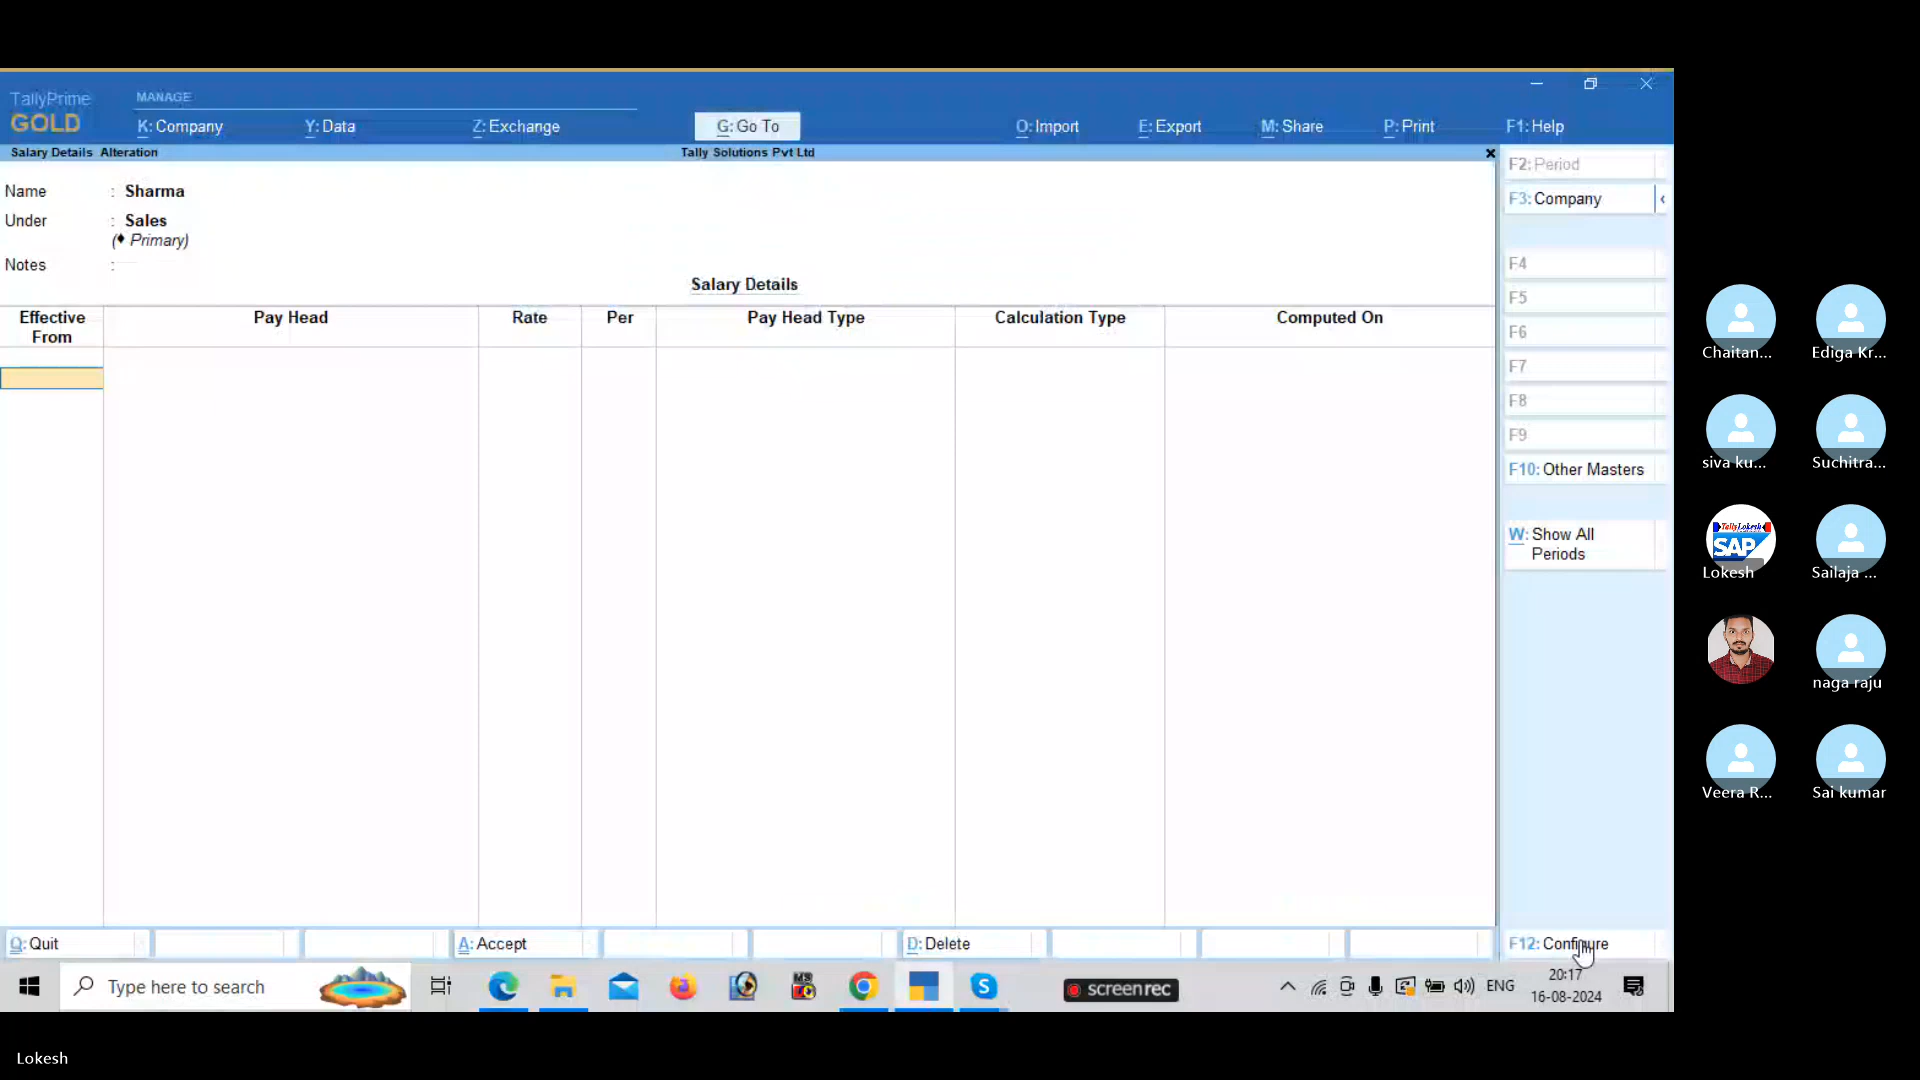 TallyPrime
GOLD
MANAGE
K: Company
Y: Data
Z: Exchange
G: Go To
O: Import
E: Export
M: Share
P: Print
F1: Help
Salary Details Alteration
Tally Solutions Pvt Ltd
Name : Sharma
Under : Sales
(♦ Primary)
Notes :
Salary Details
Effective From
Pay Head
Rate
Per
Pay Head Type
Calculation Type
Computed On
F2: Period
F3: Company
F4
F5
F6
F7
F8
F9
F10: Other Masters
W: Show All
Periods
Q: Quit
A: Accept
D: Delete
F12: Configure
Type here to search
screenrec
ENG
20:17
16-08-2024
Chaitan...
Ediga Kr...
siva ku...
Suchitra...
Tally Lokesh
SAP
Lokesh
Sailaja ...
naga raju
Veera R...
Sai kumar
Lokesh